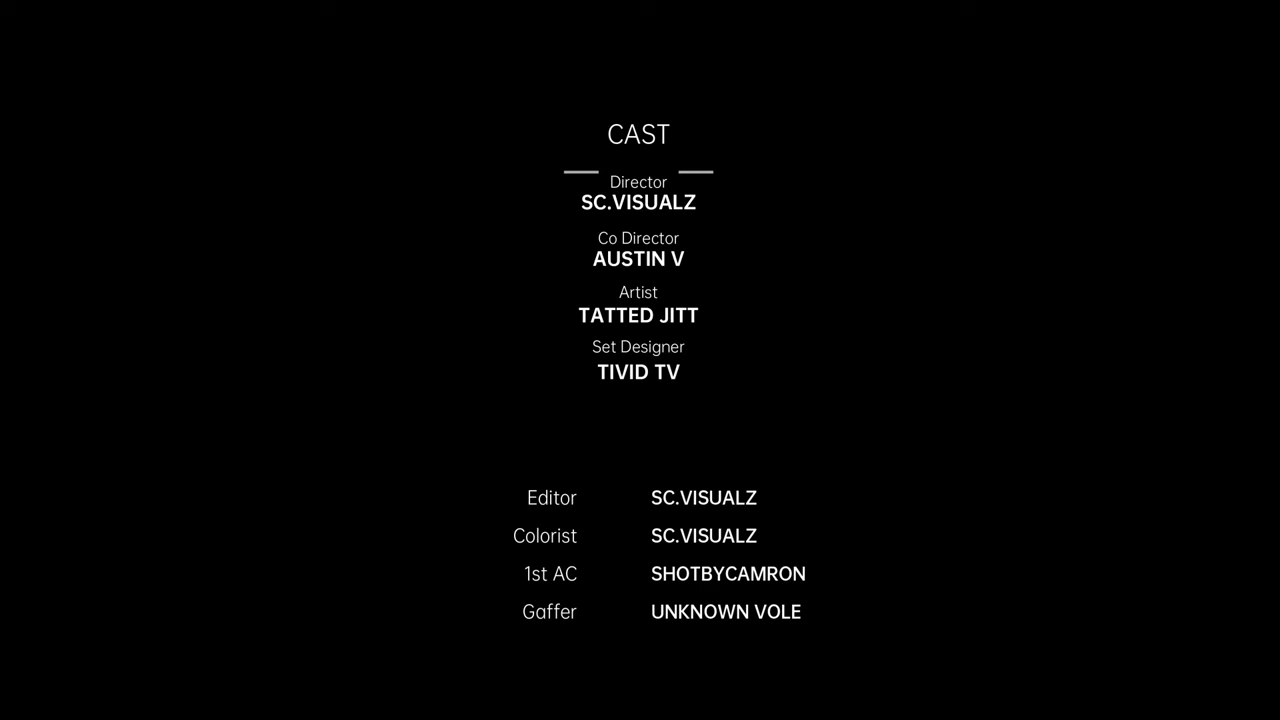 CAST
Director
SC.VISUALZ
Co Director
AUSTIN V
Artist
TATTED JITT
Set Designer
TIVID TV
Editor SC.VISUALZ
Colorist SC.VISUALZ
1st AC SHOTBYCAMRON
Gaffer UNKNOWN VOLE